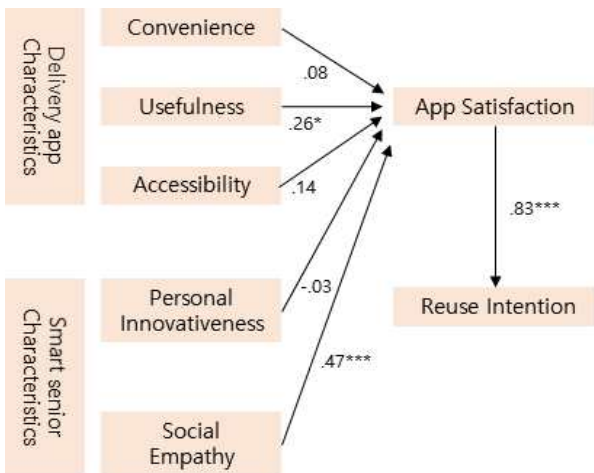 Delivery app
Characteristics
Convenience
.08
Usefulness
.26*
Accessibility
.14
App Satisfaction
.83***
Reuse Intention
Smart senior
Characteristics
Personal
Innovativeness
-.03
Social
Empathy
.47***